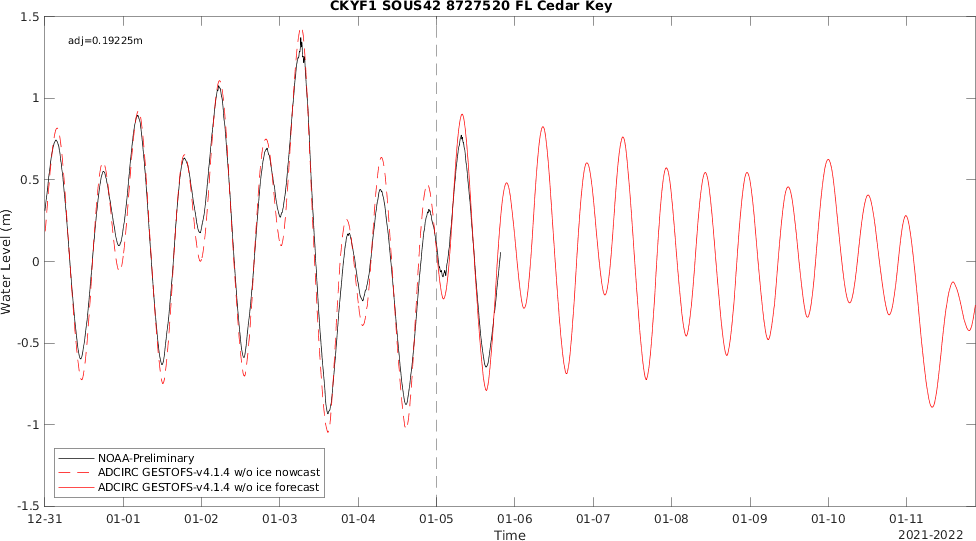 CKYF1 SOUS42 8727520 FL Cedar Key
adj=0.19225m
1.5
1
0.5
0
-0.5
-1
-1.5
Water Level (m)
NOAA-Preliminary
ADCIRC GESTOFS-v4.1.4 w/o ice nowcast
ADCIRC GESTOFS-v4.1.4 w/o ice forecast
12-31 01-01 01-02 01-03 01-04 01-05 01-06 01-07 01-08 01-09 01-10 01-11
Time
2021-2022